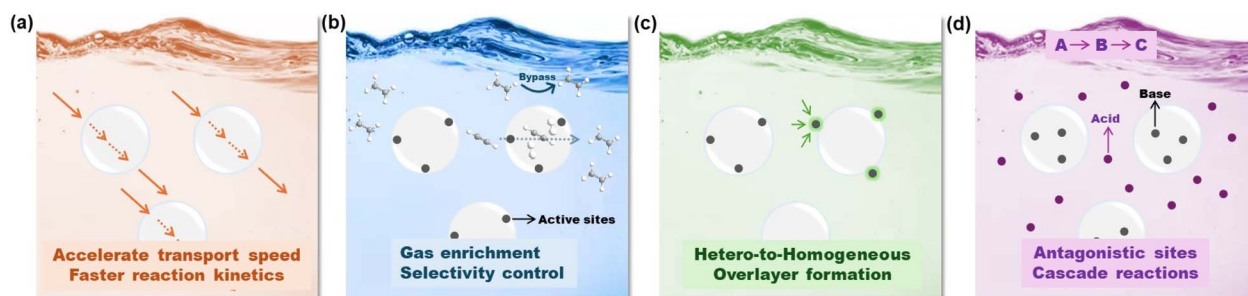 (a)
Accelerate transport speed
Faster reaction kinetics
(b)
Bypass
Active sites
Gas enrichment
Selectivity control
(c)
Hetero-to-Homogeneous
Overlayer formation
(d)
A → B → C
Base
Acid
Antagonistic sites
Cascade reactions